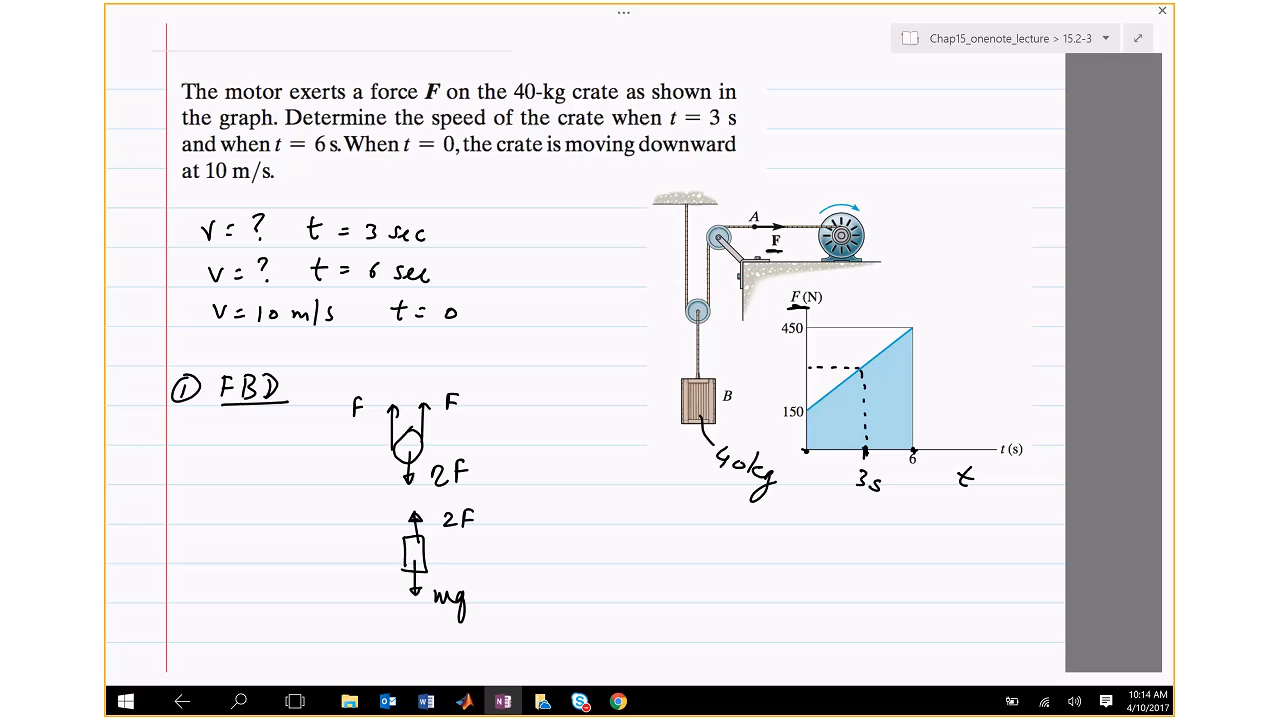 ...
Chap15_onenote_lecture > 15.2-3
The motor exerts a force F on the 40-kg crate as shown in
the graph. Determine the speed of the crate when t = 3 s
and when t = 6 s. When t = 0, the crate is moving downward
at 10 m/s.
v = ? t = 3 sec
v = ? t = 6 sec
v = 10 m/s t = 0
① FBD
F F
2F
2F
mg
A
F
B
40kg
F (N)
450
150
6
t (s)
3s
t
10:14 AM
4/10/2017